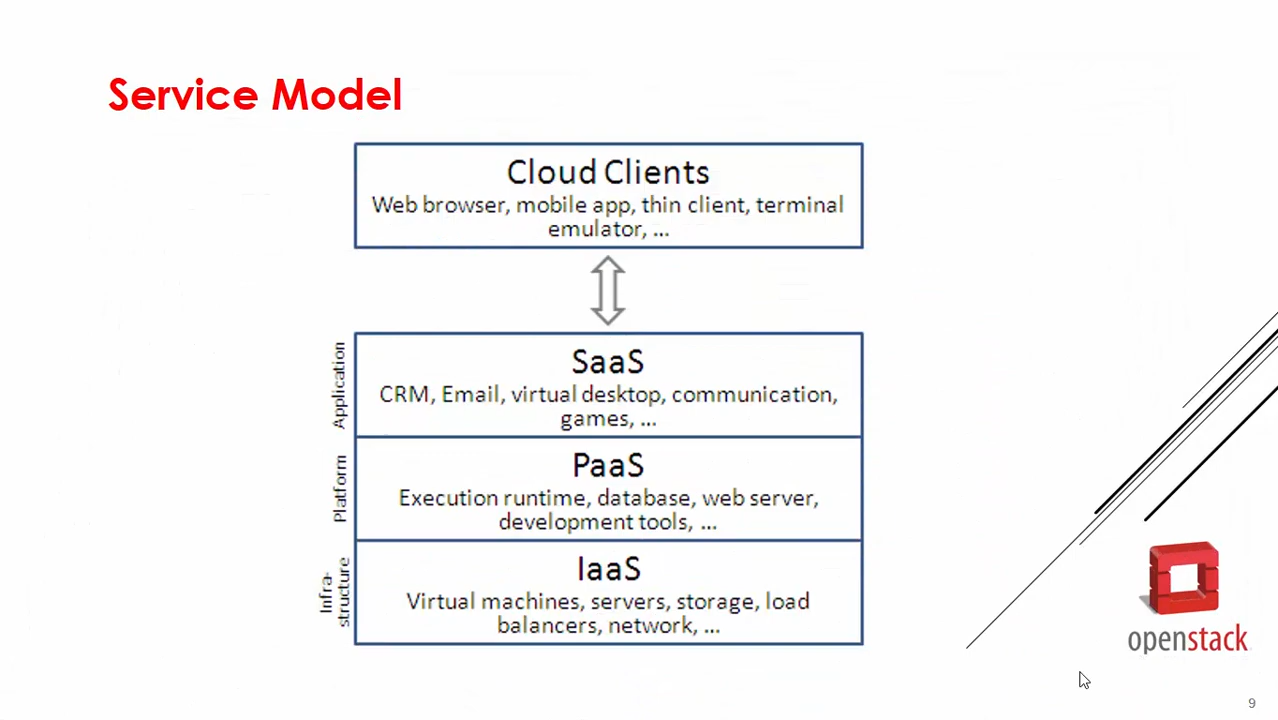 Service Model
Cloud Clients
Web browser, mobile app, thin client, terminal
emulator, ...
Application
SaaS
CRM, Email, virtual desktop, communication,
games, ...
Platform
PaaS
Execution runtime, database, web server,
development tools, ...
Infra-
structure
IaaS
Virtual machines, servers, storage, load
balancers, network, ...
openstack
9